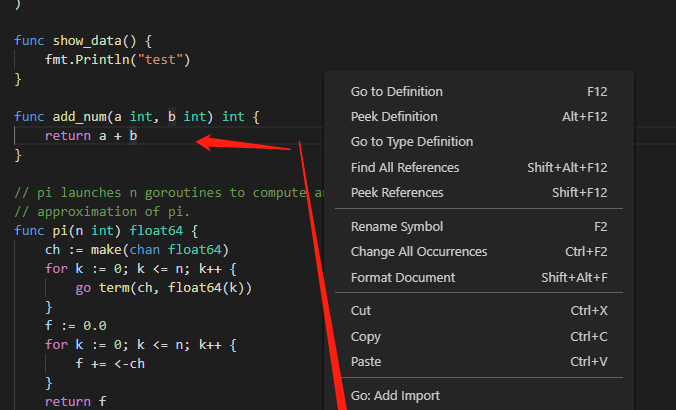 )
func show_data() {
fmt.Println("test")
}
func add_num(a int, b int) int {
return a + b
}
// pi launches n goroutines to compute an
// approximation of pi.
func pi(n int) float64 {
ch := make(chan float64)
for k := 0; k <= n; k++ {
go term(ch, float64(k))
}
f := 0.0
for k := 0; k <= n; k++ {
f += <-ch
}
return f
Go to Definition F12
Peek Definition Alt+F12
Go to Type Definition
Find All References Shift+Alt+F12
Peek References Shift+F12
Rename Symbol F2
Change All Occurrences Ctrl+F2
Format Document Shift+Alt+F
Cut Ctrl+X
Copy Ctrl+C
Paste Ctrl+V
Go: Add Import